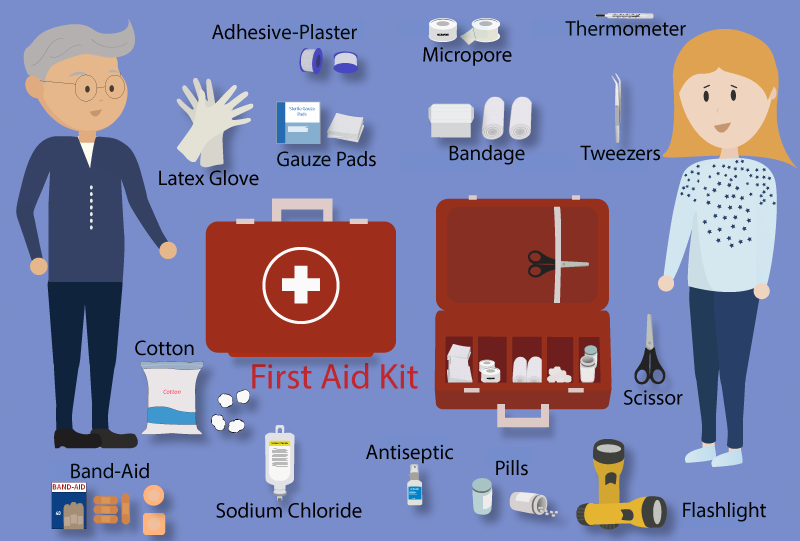 Adhesive-Plaster
Micropore
Thermometer
Sterile Gauze
Pads
Latex Glove
Gauze Pads
Bandage
Tweezers
Cotton
Cotton
First Aid Kit
Scissor
Band-Aid
BAND-AID
Sodium Chloride
Antiseptic
Pills
Flashlight